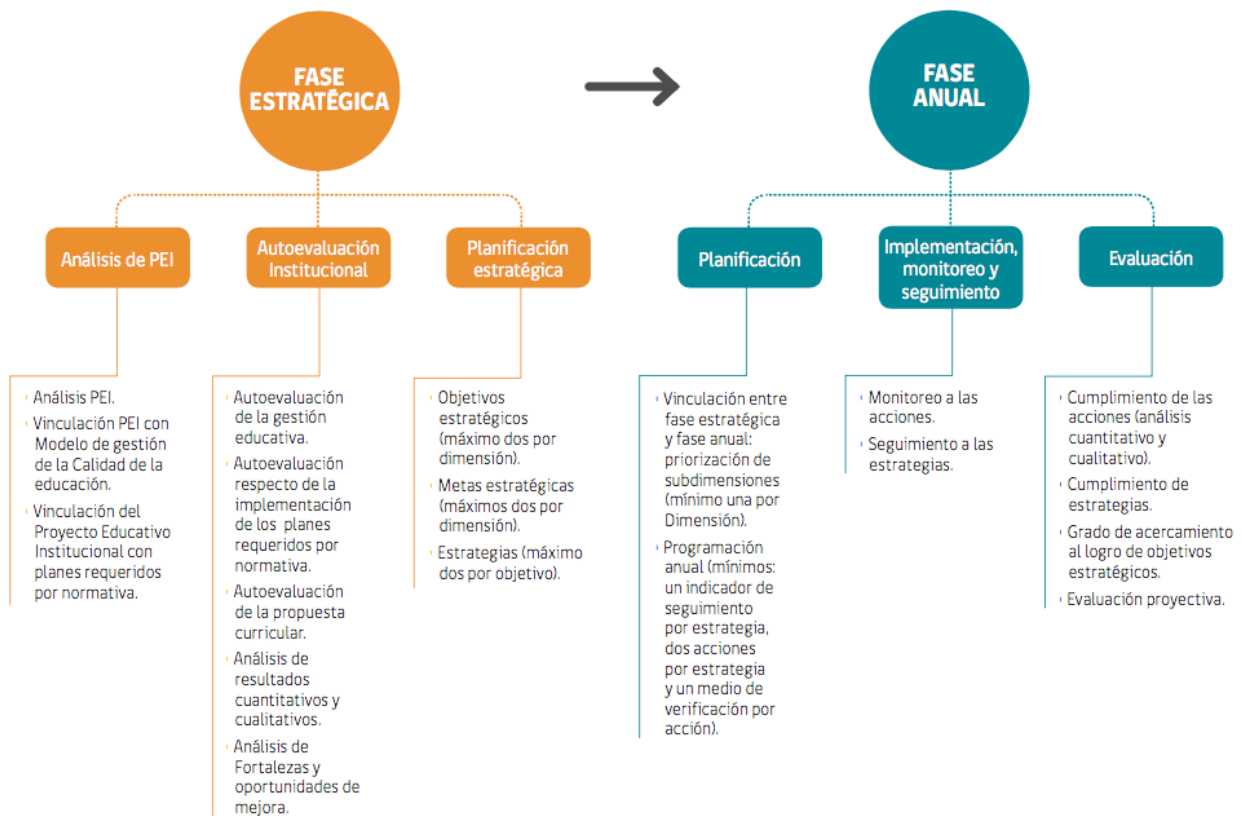 FASE
ESTRATÉGICA
FASE
ANUAL
Análisis de PEI
Autoevaluación
Institucional
Planificación
estratégica
Planificación
Implementación,
monitoreo y
seguimiento
Evaluación
Análisis PEI.
Vinculación PEI con
Modelo de gestión
de la Calidad de la
educación.
Vinculación del
Proyecto Educativo
Institucional con
planes requeridos
por normativa.
Autoevaluación
de la gestión
educativa.
Autoevaluación
respecto de la
implementación
de los planes
requeridos por
normativa.
Autoevaluación
de la propuesta
curricular.
Análisis de
resultados
cuantitativos y
cualitativos.
Análisis de
Fortalezas y
oportunidades de
mejora.
Objetivos
estratégicos
(máximo dos por
dimensión).
Metas estratégicas
(máximos dos por
dimensión).
Estrategias (máximo
dos por objetivo).
Vinculación entre
fase estratégica
y fase anual:
priorización de
subdimensiones
(mínimo una por
Dimensión).
Programación
anual (mínimos:
un indicador de
seguimiento
por estrategia,
dos acciones
por estrategia
y un medio de
verificación por
acción).
Monitoreo a las
acciones.
Seguimiento a las
estrategias.
Cumplimiento de las
acciones (análisis
cuantitativo y
cualitativo).
Cumplimiento de
estrategias.
Grado de acercamiento
al logro de objetivos
estratégicos.
Evaluación proyectiva.